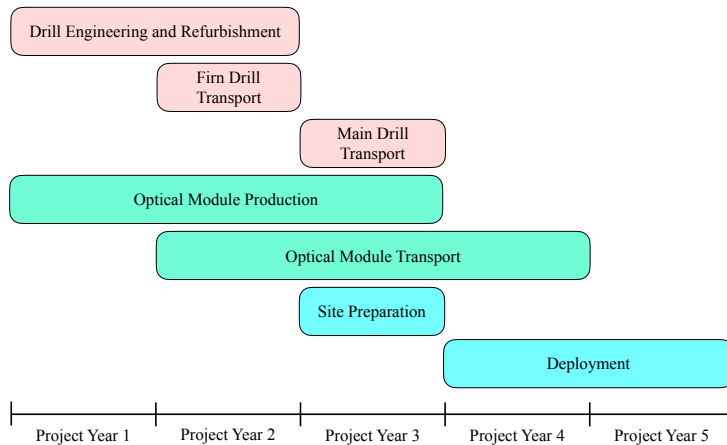 Drill Engineering and Refurbishment
Firn Drill
Transport
Main Drill
Transport
Optical Module Production
Optical Module Transport
Site Preparation
Deployment
Project Year 1 Project Year 2 Project Year 3 Project Year 4 Project Year 5